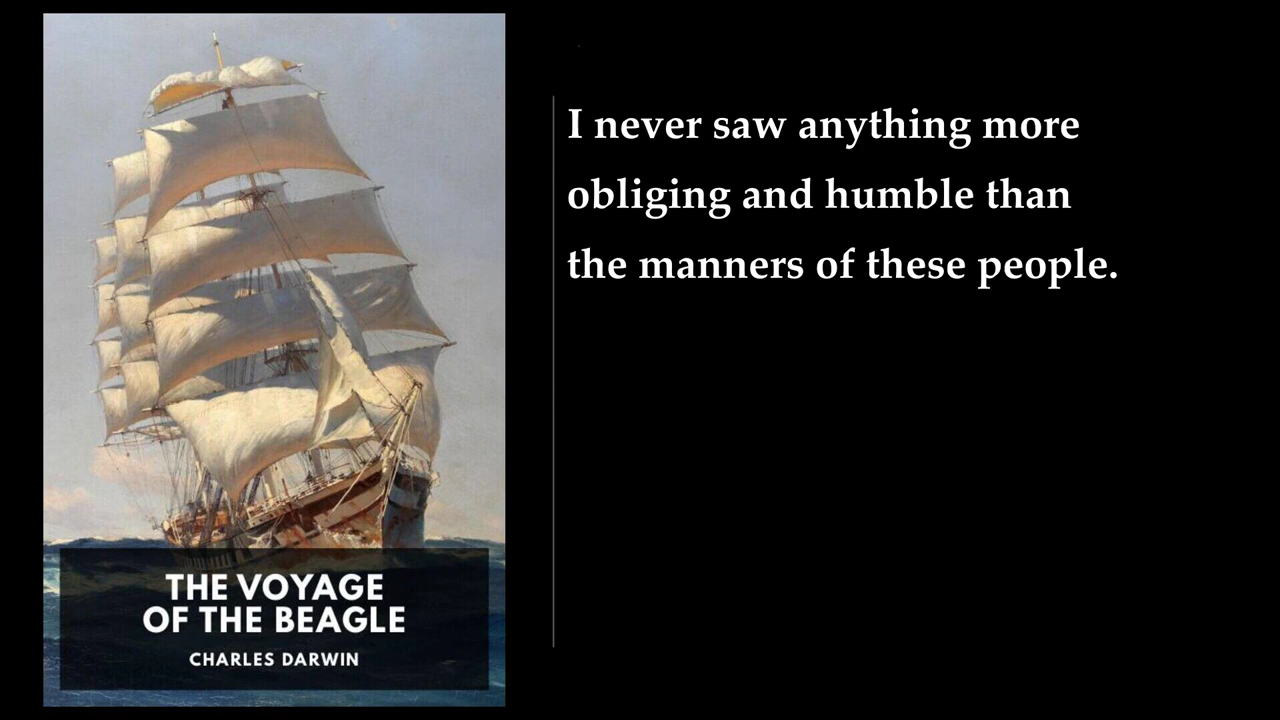 THE VOYAGE
OF THE BEAGLE
CHARLES DARWIN
I never saw anything more
obliging and humble than
the manners of these people.